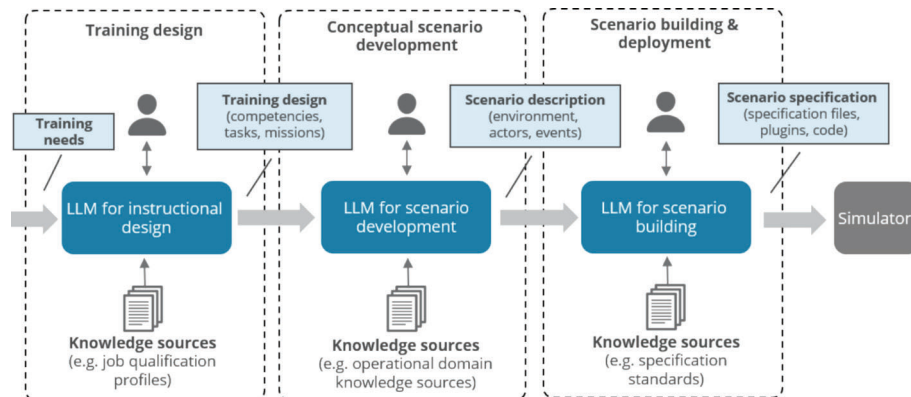 Training design
Conceptual scenario
development
Scenario building &
deployment
Training
needs
Training design
(competencies,
tasks, missions)
Scenario description
(environment,
actors, events)
Scenario specification
(specification files,
plugins, code)
LLM for instructional
design
LLM for scenario
development
LLM for scenario
building
Simulator
Knowledge sources
(e.g. job qualification
profiles)
Knowledge sources
(e.g. operational domain
knowledge sources)
Knowledge sources
(e.g. specification
standards)